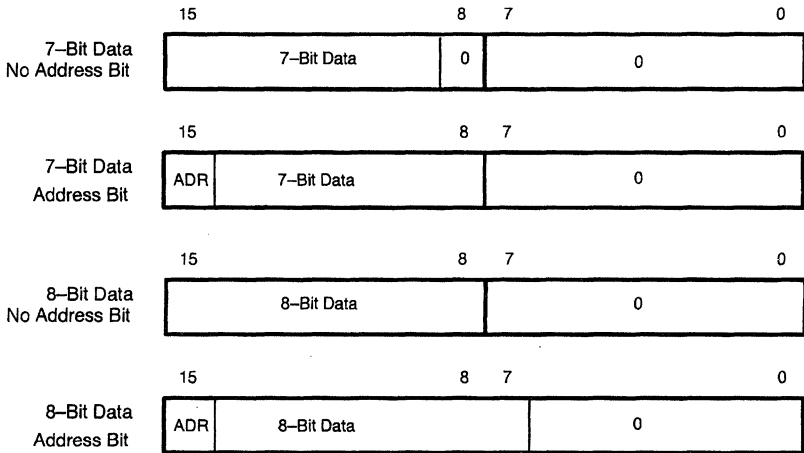 15 8 7 0
7–Bit Data
No Address Bit
7–Bit Data 0 0
15 8 7 0
7–Bit Data
Address Bit
ADR 7–Bit Data 0
15 8 7 0
8–Bit Data
No Address Bit
8–Bit Data 0
15 8 7 0
8–Bit Data
Address Bit
ADR 8–Bit Data 0